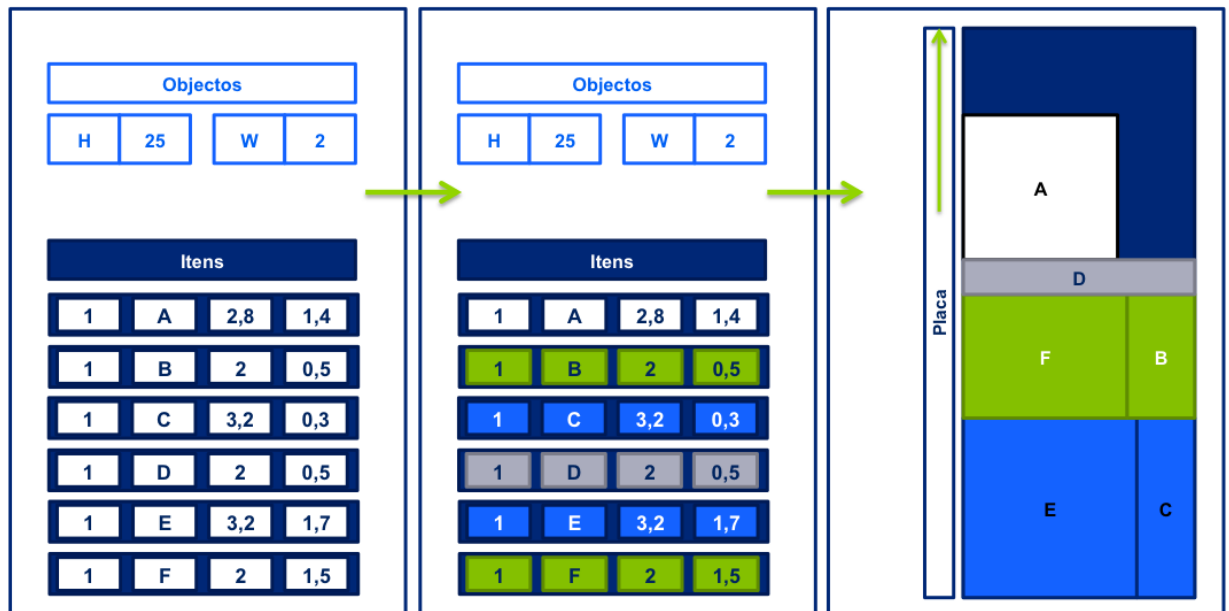 Objectos
H 25 W 2
Itens
1 A 2,8 1,4
1 B 2 0,5
1 C 3,2 0,3
1 D 2 0,5
1 E 3,2 1,7
1 F 2 1,5
Objectos
H 25 W 2
Itens
1 A 2,8 1,4
1 B 2 0,5
1 C 3,2 0,3
1 D 2 0,5
1 E 3,2 1,7
1 F 2 1,5
Placa
A
D
F B
E C